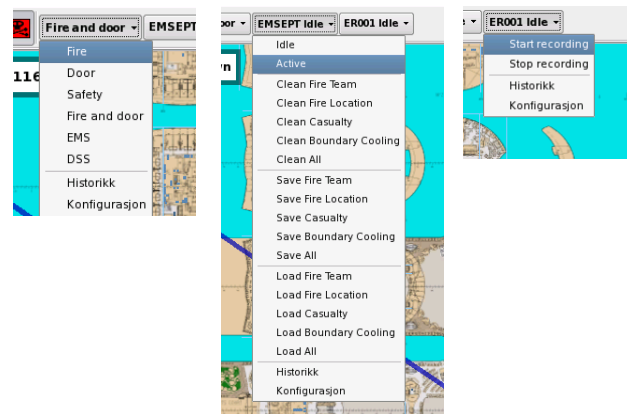 Fire and door
EMSEPT
116
Fire
Door
Safety
Fire and door
EMS
DSS
Historikk
Konfigurasjon
EMSEPT Idle
ER001 Idle
Idle
Active
Clean Fire Team
Clean Fire Location
Clean Casualty
Clean Boundary Cooling
Clean All
Save Fire Team
Save Fire Location
Save Casualty
Save Boundary Cooling
Save All
Load Fire Team
Load Fire Location
Load Casualty
Load Boundary Cooling
Load All
Historikk
Konfigurasjon
ER001 Idle
Start recording
Stop recording
Historikk
Konfigurasjon